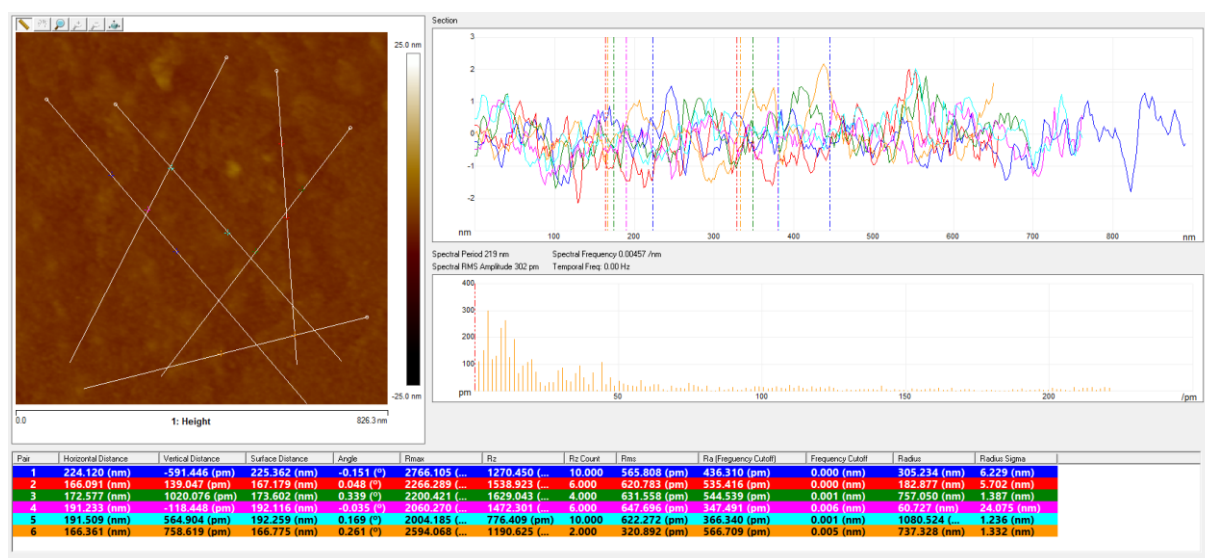 Section
25.0 nm
-25.0 nm
0.0
1: Height
826.3 nm
3
2
1
0
-1
-2
nm
100
200
300
400
500
600
700
800
nm
Spectral Period 219 nm Spectral Frequency 0.00457 /nm
Spectral RMS Amplitude 302 pm Temporal Freq: 0.00 Hz
400
300
200
100
pm
50
100
150
200
/pm
Pair Horizontal Distance Vertical Distance Surface Distance Angle Rmax Rz Rz Count Rms Ra (Freguency Cutoff) Frequency Cutoff Radius Radius Sigma
1 224.120 (nm) -591.446 (pm) 225.362 (nm) -0.151 (º) 2766.105 (... 1270.450 (... 10.000 565.808 (pm) 436.310 (pm) 0.000 (nm) 305.234 (nm) 6.229 (nm)
2 166.091 (nm) 139.047 (pm) 167.179 (nm) 0.048 (º) 2266.289 (... 1538.923 (... 6.000 620.783 (pm) 535.416 (pm) 0.000 (nm) 182.877 (nm) 5.702 (nm)
3 172.577 (nm) 1020.076 (pm) 173.602 (nm) 0.339 (º) 2200.421 (... 1629.043 (... 4.000 631.558 (pm) 544.539 (pm) 0.001 (nm) 757.050 (nm) 1.387 (nm)
4 191.233 (nm) -118.448 (pm) 192.116 (nm) -0.035 (º) 2060.270 (... 1472.301 (... 6.000 647.696 (pm) 347.491 (pm) 0.006 (nm) 60.727 (nm) 24.075 (nm)
5 191.509 (nm) 564.904 (pm) 192.259 (nm) 0.169 (º) 2004.185 (... 776.409 (pm) 10.000 622.272 (pm) 366.340 (pm) 0.001 (nm) 1080.524 (... 1.236 (nm)
6 166.361 (nm) 758.619 (pm) 166.775 (nm) 0.261 (º) 2594.068 (... 1190.625 (... 2.000 320.892 (pm) 566.709 (pm) 0.005 (nm) 737.328 (nm) 1.332 (nm)